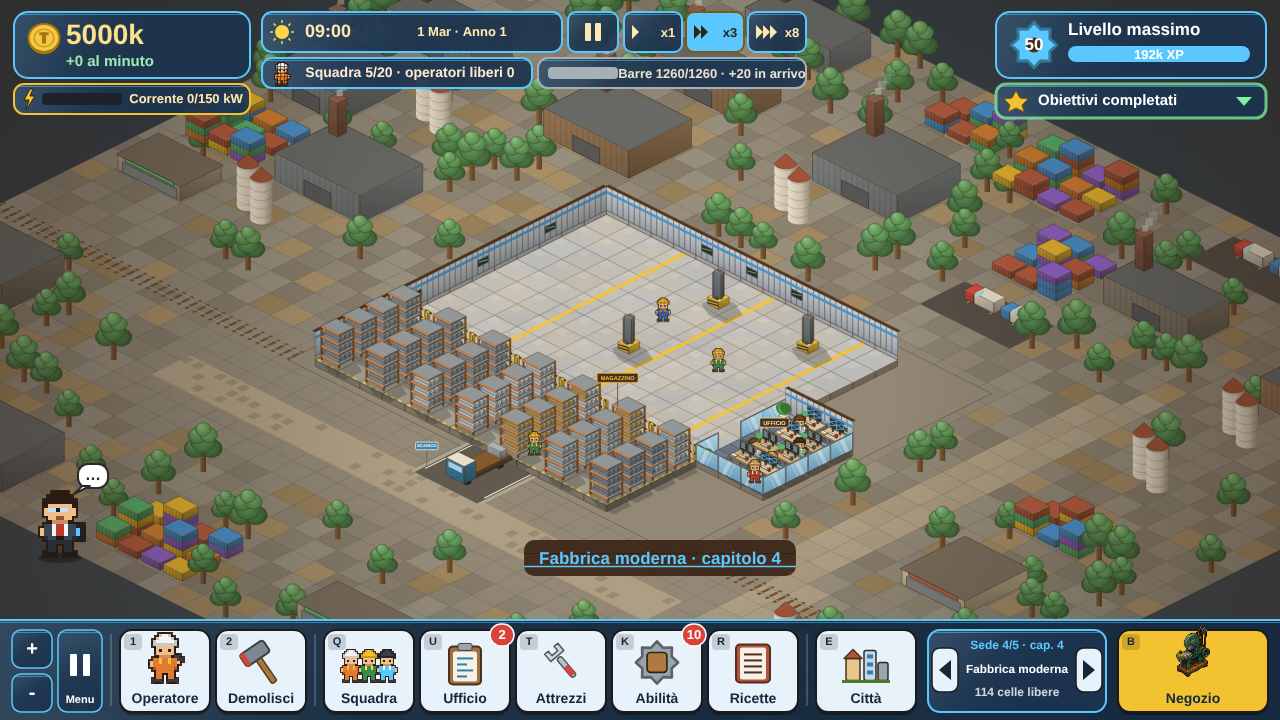 5000k
+0 al minuto
Corrente 0/150 kW
09:00
1 Mar · Anno 1
x1
x3
x8
Squadra 5/20 · operatori liberi 0
Barre 1260/1260 · +20 in arrivo
50
Livello massimo
192k XP
Obiettivi completati
MAGAZZINO
UFFICIO
SCARICO
...
Fabbrica moderna · capitolo 4
+
-
Menu
1
Operatore
2
Demolisci
Q
Squadra
U
2
Ufficio
T
Attrezzi
K
10
Abilità
R
Ricette
E
Città
Sede 4/5 · cap. 4
Fabbrica moderna
114 celle libere
B
Negozio